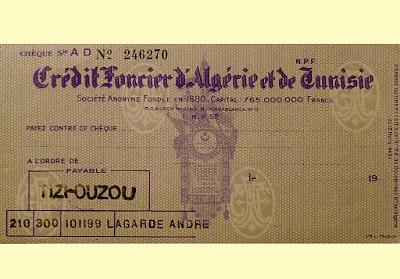 CHÈQUE Sie A D Nº 246270
B.P.F.
Crédit Foncier d'Algérie et de Tunisie
SOCIÉTÉ ANONYME FONDÉE EN 1880. CAPITAL: 765.000.000 FRANCS
PAYEZ CONTRE CE CHÈQUE
A L'ORDRE DE
le 19
PAYABLE
TIZI-OUZOU
210 300 101199 LAGARDE ANDRE